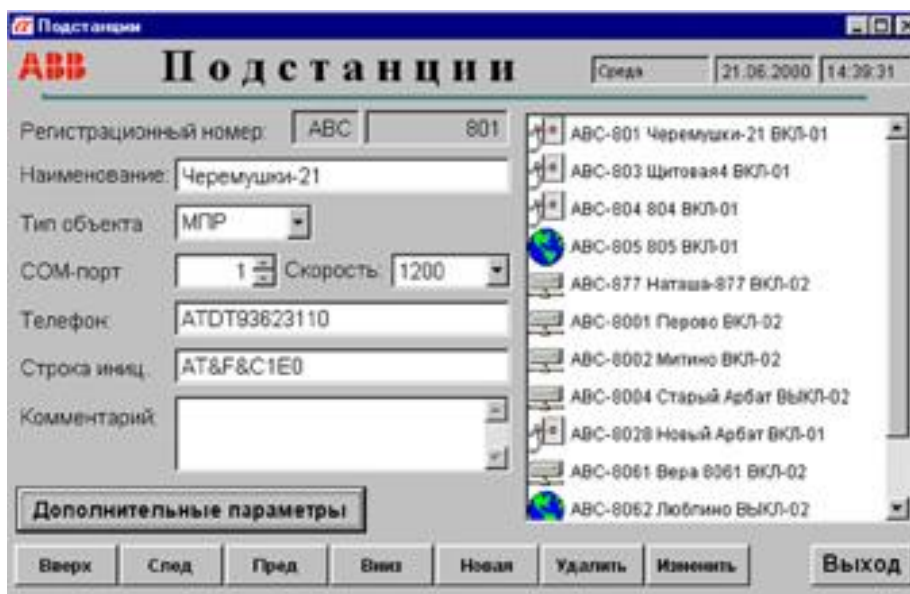 Подстанции
ABB Подстанции Среда 21.06.2000 14:39:31
Регистрационный номер: ABC 801
Наименование: Черемушки-21
Тип объекта МПР
COM-порт 1 Скорость: 1200
Телефон: ATDT93623110
Строка иниц. AT&F&C1E0
Комментарий:
Дополнительные параметры
ABC-801 Черемушки-21 ВКЛ-01
ABC-803 Щитовая4 ВКЛ-01
ABC-804 804 ВКЛ-01
ABC-805 805 ВКЛ-01
ABC-877 Наташа-877 ВКЛ-02
ABC-8001 Перово ВКЛ-02
ABC-8002 Митино ВКЛ-02
ABC-8004 Старый Арбат ВЫКЛ-02
ABC-8028 Новый Арбат ВКЛ-01
ABC-8061 Вера 8061 ВКЛ-02
ABC-8062 Люблино ВЫКЛ-02
Вверх След Пред Вниз Новая Удалить Изменить Выход